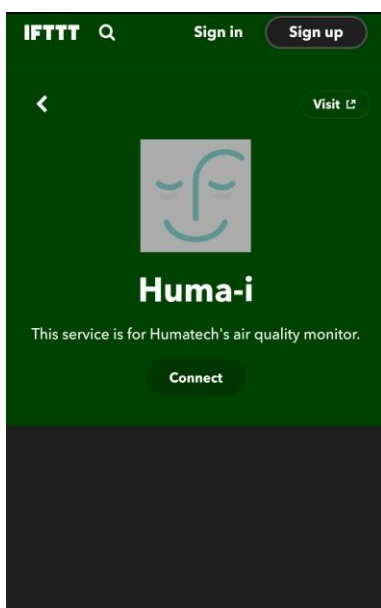 IFTTT Sign in Sign up
Visit
Huma-i
This service is for Humatech's air quality monitor.
Connect